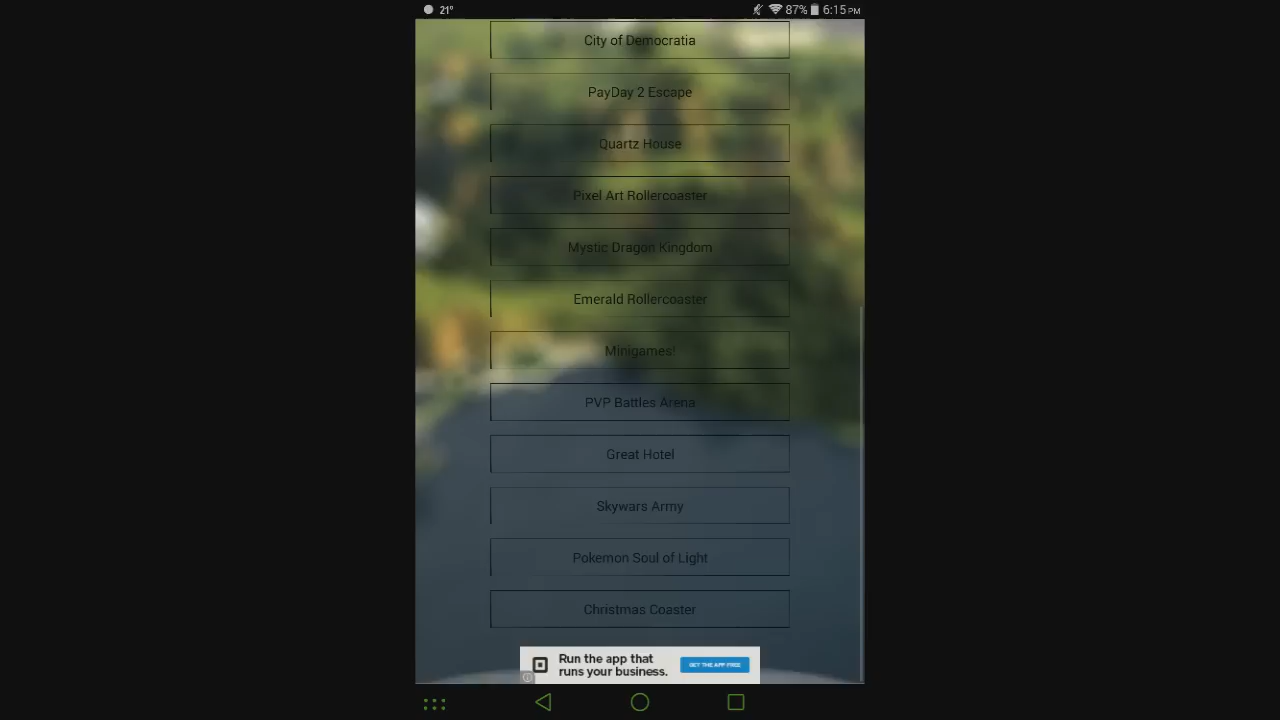 21°
87%
6:15 PM
City of Democratia
PayDay 2 Escape
Quartz House
Pixel Art Rollercoaster
Mystic Dragon Kingdom
Emerald Rollercoaster
Minigames!
PVP Battles Arena
Great Hotel
Skywars Army
Pokemon Soul of Light
Christmas Coaster
Run the app that
runs your business.
GET THE APP FREE